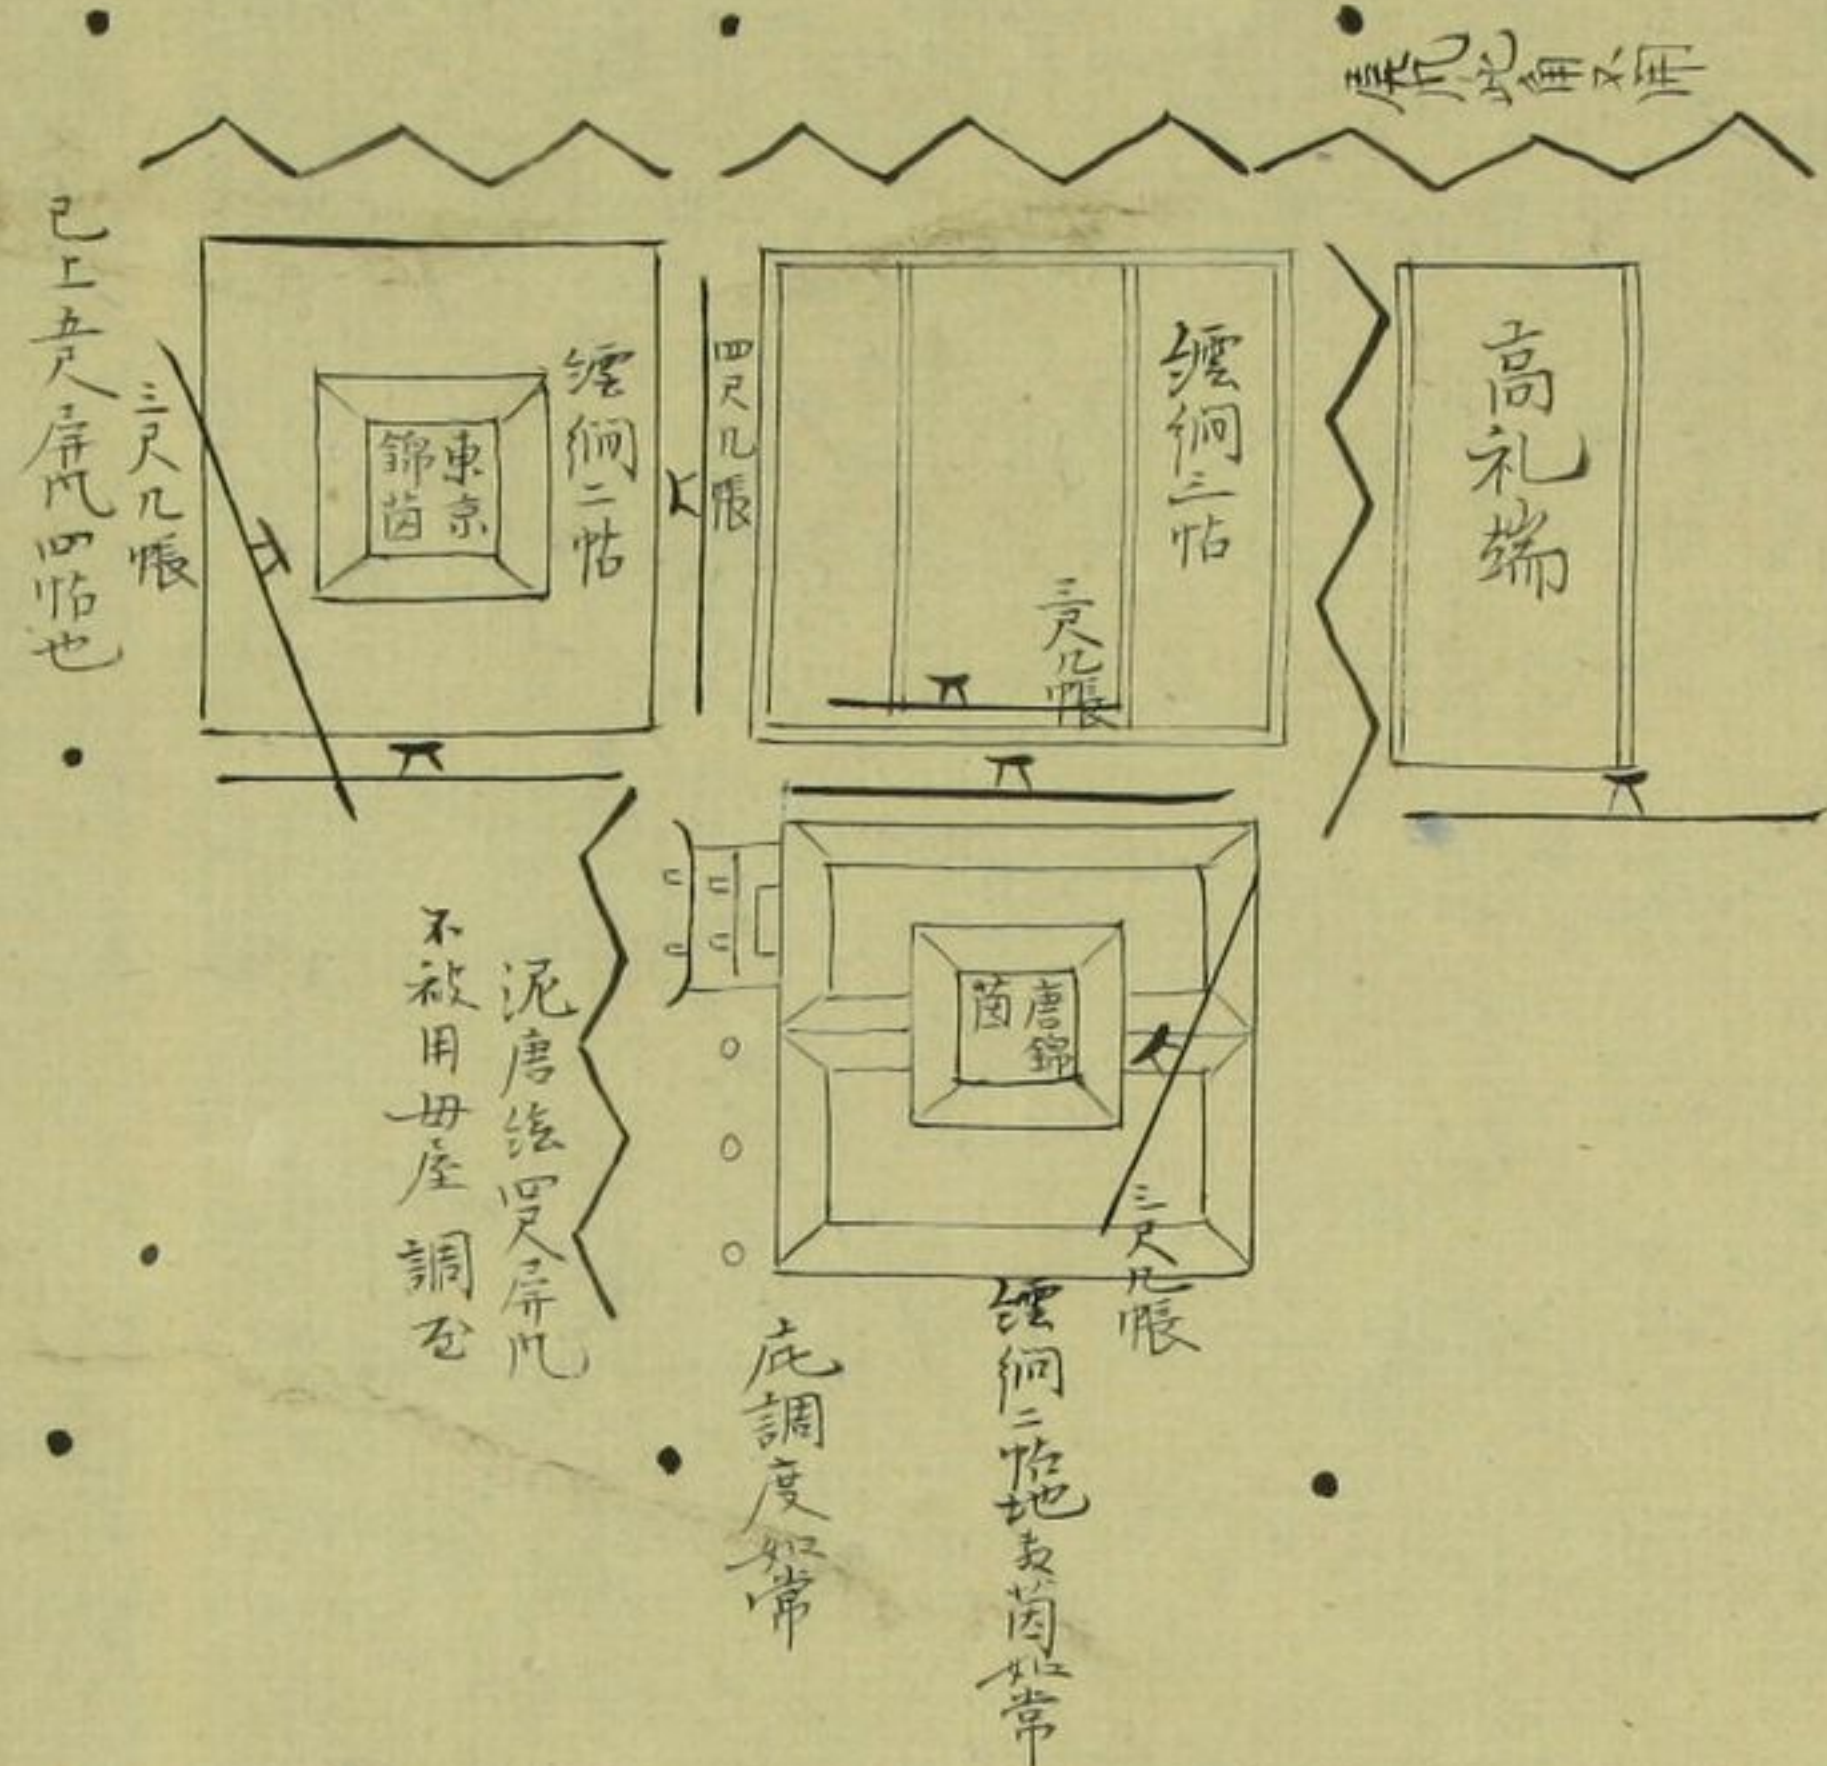 高礼端
繧繝三帖
三尺几帳
四尺几帳
繧繝二帖
東京
錦茵
三尺几帳
已上五尺屏風四帖也
唐錦
茵
三尺几帳
繧繝二帖地敷茵如常
庇調度如常
泥唐絵四尺屏風
不被用母屋調度